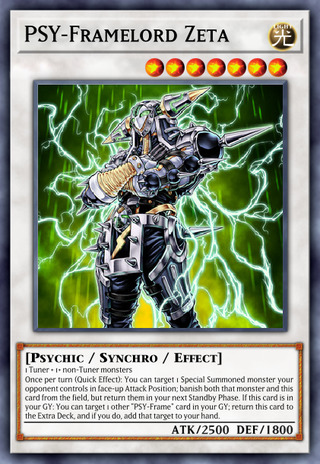 PSY-Framelord Zeta
LIGHT
光
[Psychic / Synchro / Effect]
1 Tuner + 1+ non-Tuner monsters
Once per turn (Quick Effect): You can target 1 Special Summoned monster your
opponent controls in face-up Attack Position; banish both that monster and this
card from the field, but return them in your next Standby Phase. If this card is in
your GY: You can target 1 other "PSY-Frame" card in your GY; return this card to
the Extra Deck, and if you do, add that target to your hand.
ATK/2500 DEF/1800